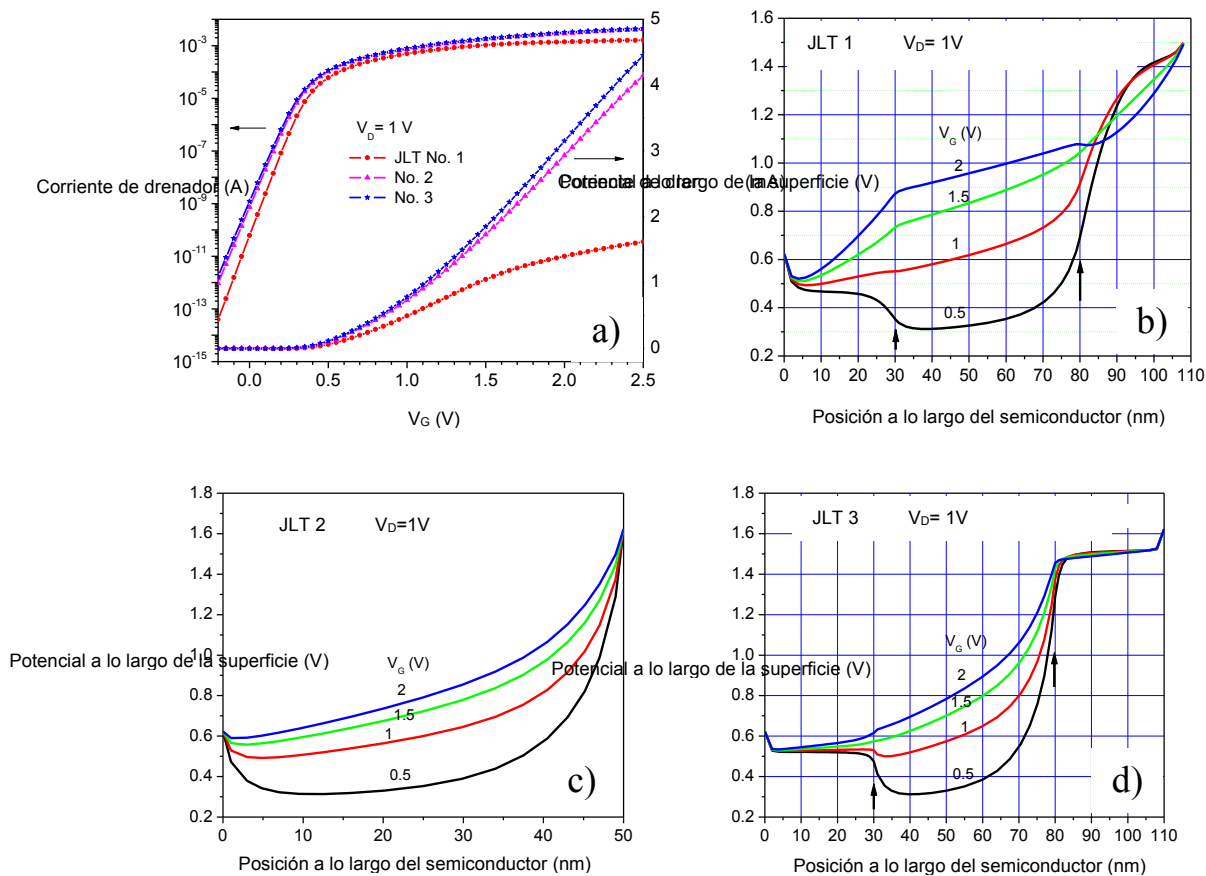 10⁻³
10⁻⁵
10⁻⁷
10⁻⁹
10⁻¹¹
10⁻¹³
10⁻¹⁵
Corriente de drenador (A)
V_D= 1 V
JLT No. 1
No. 2
No. 3
a)
5
4
3
2
1
0
0.0 0.5 1.0 1.5 2.0 2.5
V_G (V)
Potencial a lo largo de la superficie (V)
JLT 1 V_D= 1V
1.6
1.4
1.2
1.0
0.8
0.6
0.4
0.2
V_G (V)
2
1.5
1
0.5
b)
0 10 20 30 40 50 60 70 80 90 100 110
Posición a lo largo del semiconductor (nm)
JLT 2 V_D=1V
1.8
1.6
1.4
1.2
1.0
0.8
0.6
0.4
0.2
Potencial a lo largo de la superficie (V)
V_G (V)
2
1.5
1
0.5
c)
0 10 20 30 40 50
Posición a lo largo del semiconductor (nm)
JLT 3 V_D= 1V
1.8
1.6
1.4
1.2
1.0
0.8
0.6
0.4
0.2
Potencial a lo largo de la superficie (V)
V_G (V)
2
1.5
1
0.5
d)
0 10 20 30 40 50 60 70 80 90 100 110
Posición a lo largo del semiconductor (nm)